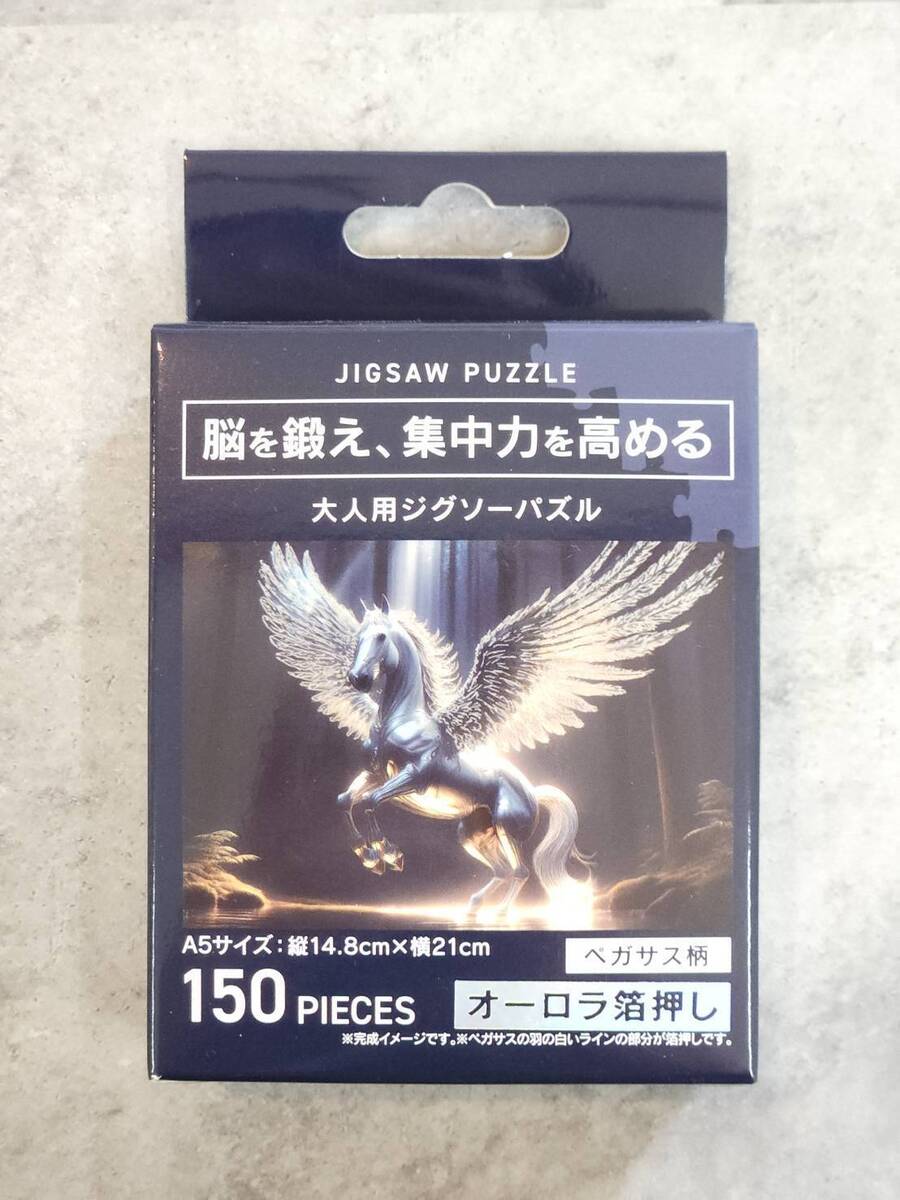 JIGSAW PUZZLE
脳を鍛え、集中力を高める
大人用ジグソーパズル
A5サイズ:縦14.8cm×横21cm
ペガサス柄
150 PIECES
オーロラ箔押し
※完成イメージです。※ペガサスの羽の白いラインの部分が箔押しです。